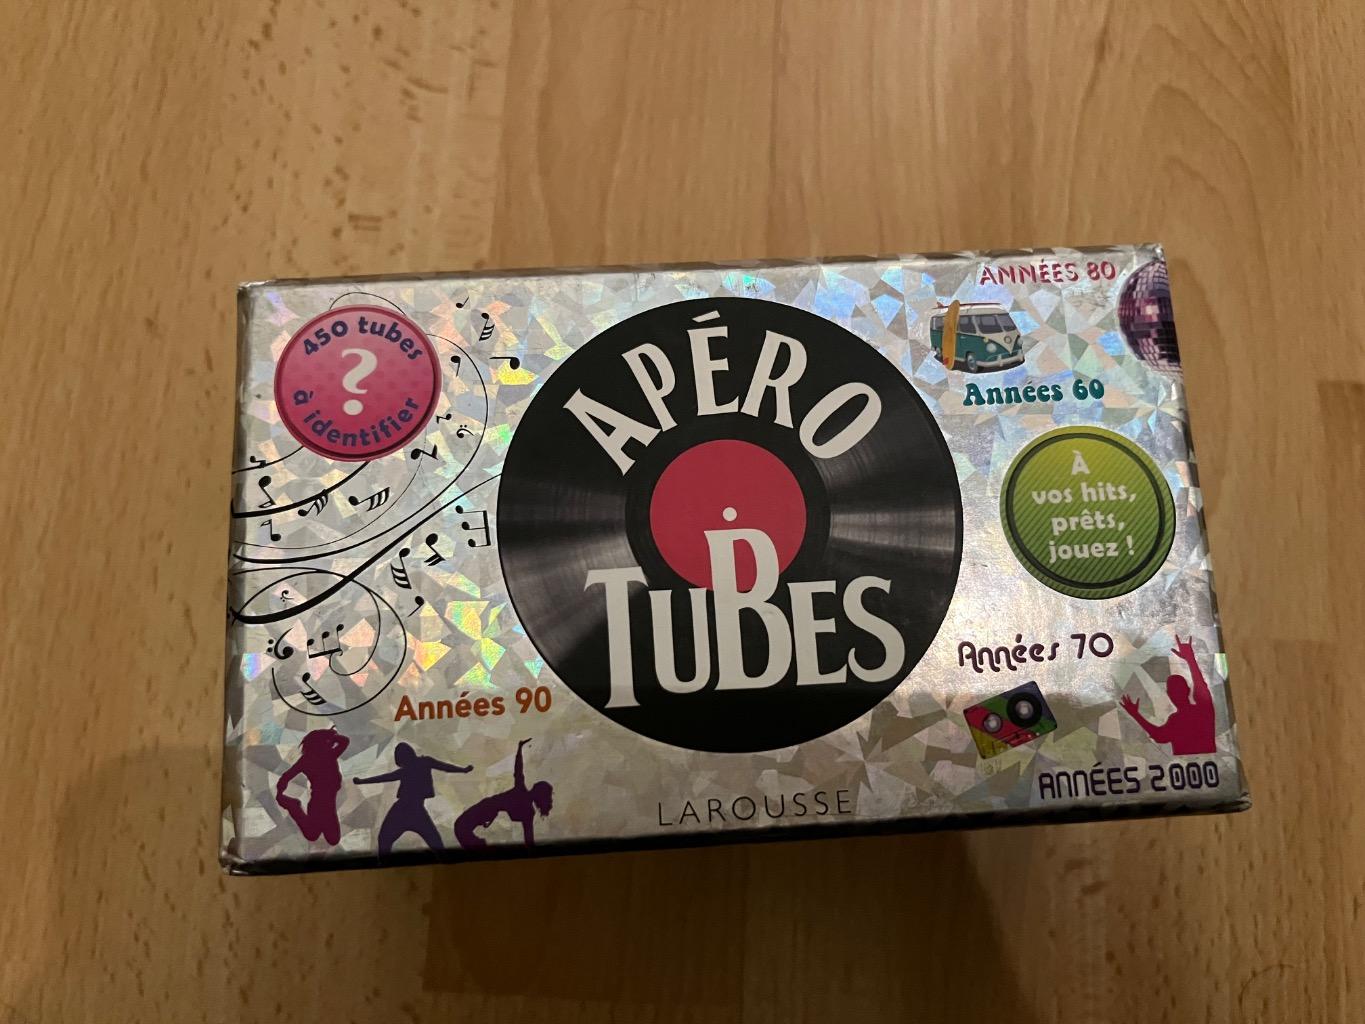 ANNÉES 80
450 tubes
?
à identifier
APÉRO
TUBES
Années 60
À
vos hits,
prêts,
jouez !
Années 70
Années 90
ANNÉES 2000
LAROUSSE